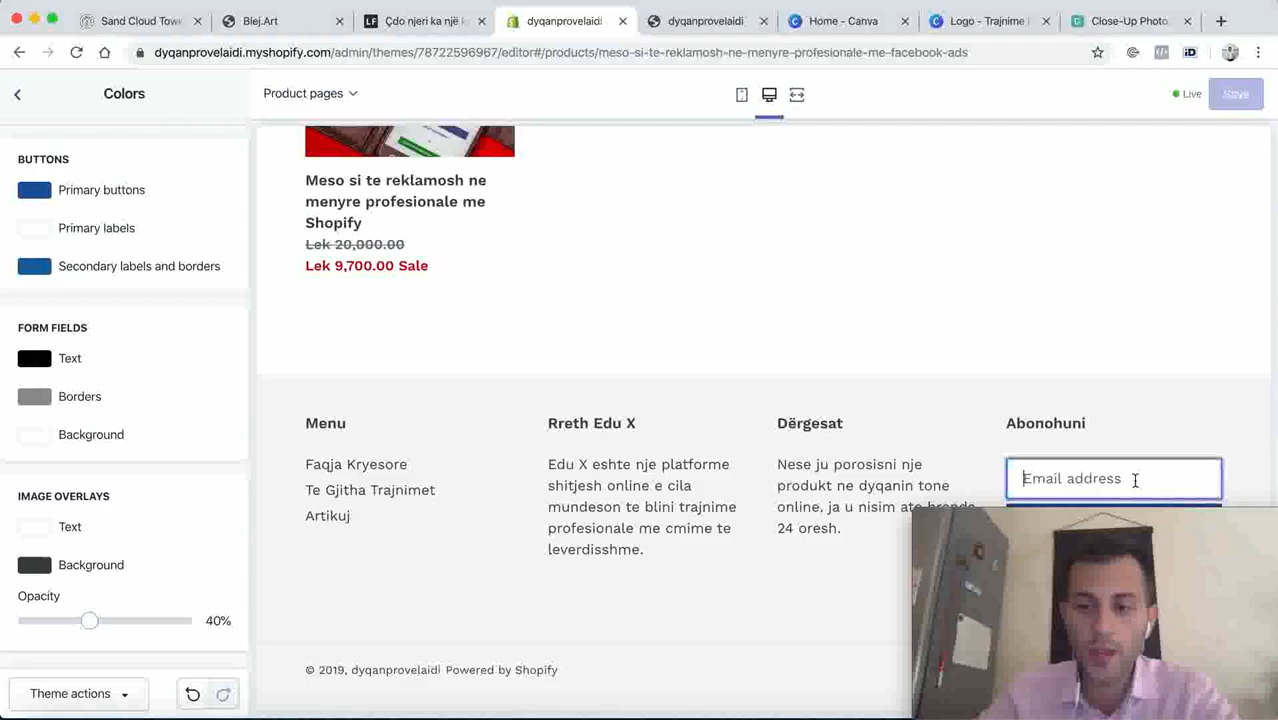 Sand Cloud Tow
Blej.Art
Çdo njeri ka një
dyqanprovelaidi
dyqanprovelaidi
Home - Canva
Logo - Trajnime
Close-Up Photo
dyqanprovelaidi.myshopify.com/admin/themes/78722596967/editor#/products/meso-si-te-reklamosh-ne-menyre-profesionale-me-facebook-ads
Colors
Product pages
Live
Save
BUTTONS
Primary buttons
Primary labels
Secondary labels and borders
FORM FIELDS
Text
Borders
Background
IMAGE OVERLAYS
Text
Background
Opacity
40%
Theme actions
Meso si te reklamosh ne
menyre profesionale me
Shopify
Lek 20,000.00
Lek 9,700.00 Sale
Menu
Faqja Kryesore
Te Gjitha Trajnimet
Artikuj
Rreth Edu X
Edu X eshte nje platforme
shitjesh online e cila
mundeson te blini trajnime
profesionale me cmime te
leverdisshme.
Dërgesat
Nese ju porosisni nje
produkt ne dyqanin tone
online, ja u nisim ate brenda
24 oresh.
Abonohuni
Email address
© 2019, dyqanprovelaidi Powered by Shopify